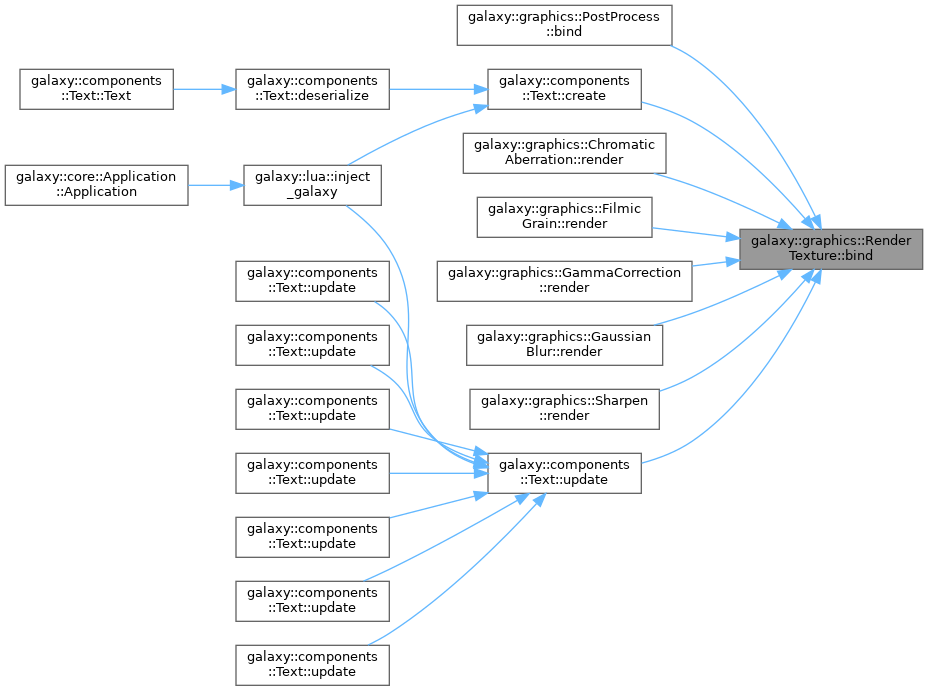 galaxy::graphics::PostProcess
::bind
galaxy::components
::Text::Text
galaxy::components
::Text::deserialize
galaxy::components
::Text::create
galaxy::graphics::Chromatic
Aberration::render
galaxy::core::Application
::Application
galaxy::lua::inject
_galaxy
galaxy::graphics::Filmic
Grain::render
galaxy::graphics::Render
Texture::bind
galaxy::components
::Text::update
galaxy::graphics::GammaCorrection
::render
galaxy::components
::Text::update
galaxy::graphics::Gaussian
Blur::render
galaxy::components
::Text::update
galaxy::graphics::Sharpen
::render
galaxy::components
::Text::update
galaxy::components
::Text::update
galaxy::components
::Text::update
galaxy::components
::Text::update
galaxy::components
::Text::update